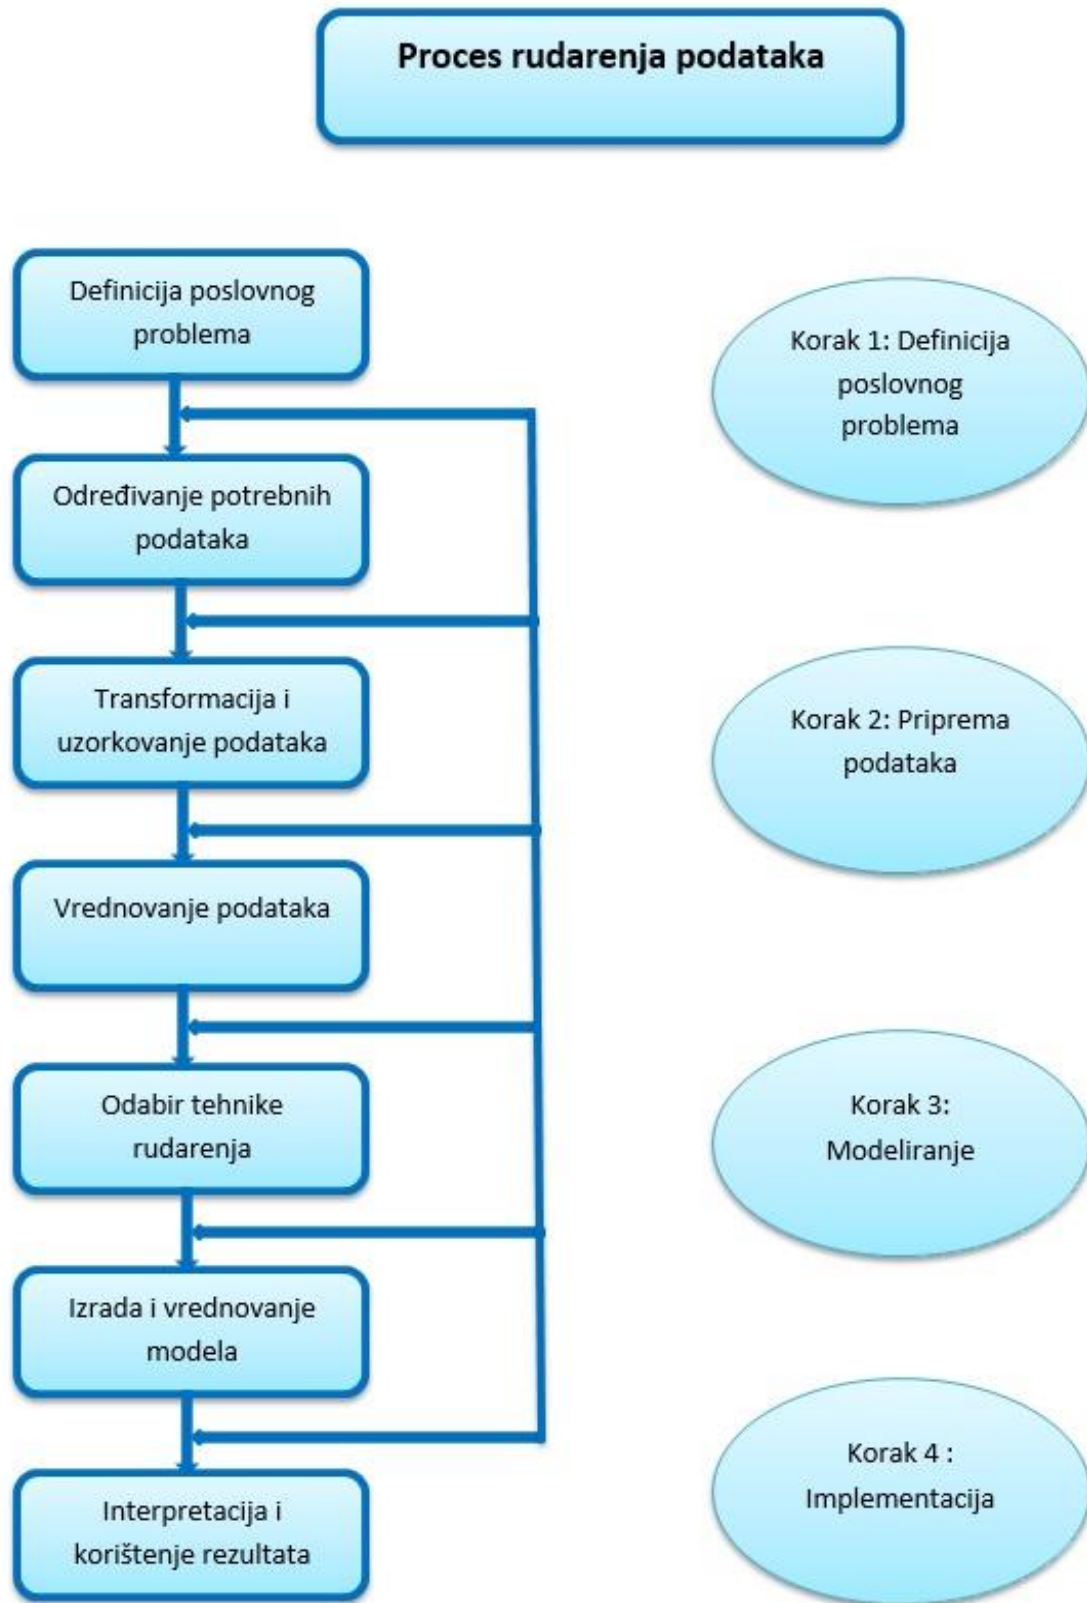 Proces rudarenja podataka
Definicija poslovnog
problema
Određivanje potrebnih
podataka
Transformacija i
uzorkovanje podataka
Vrednovanje podataka
Odabir tehnike
rudarenja
Izrada i vrednovanje
modela
Interpretacija i
korištenje rezultata
Korak 1: Definicija
poslovnog
problema
Korak 2: Priprema
podataka
Korak 3:
Modeliranje
Korak 4 :
Implementacija